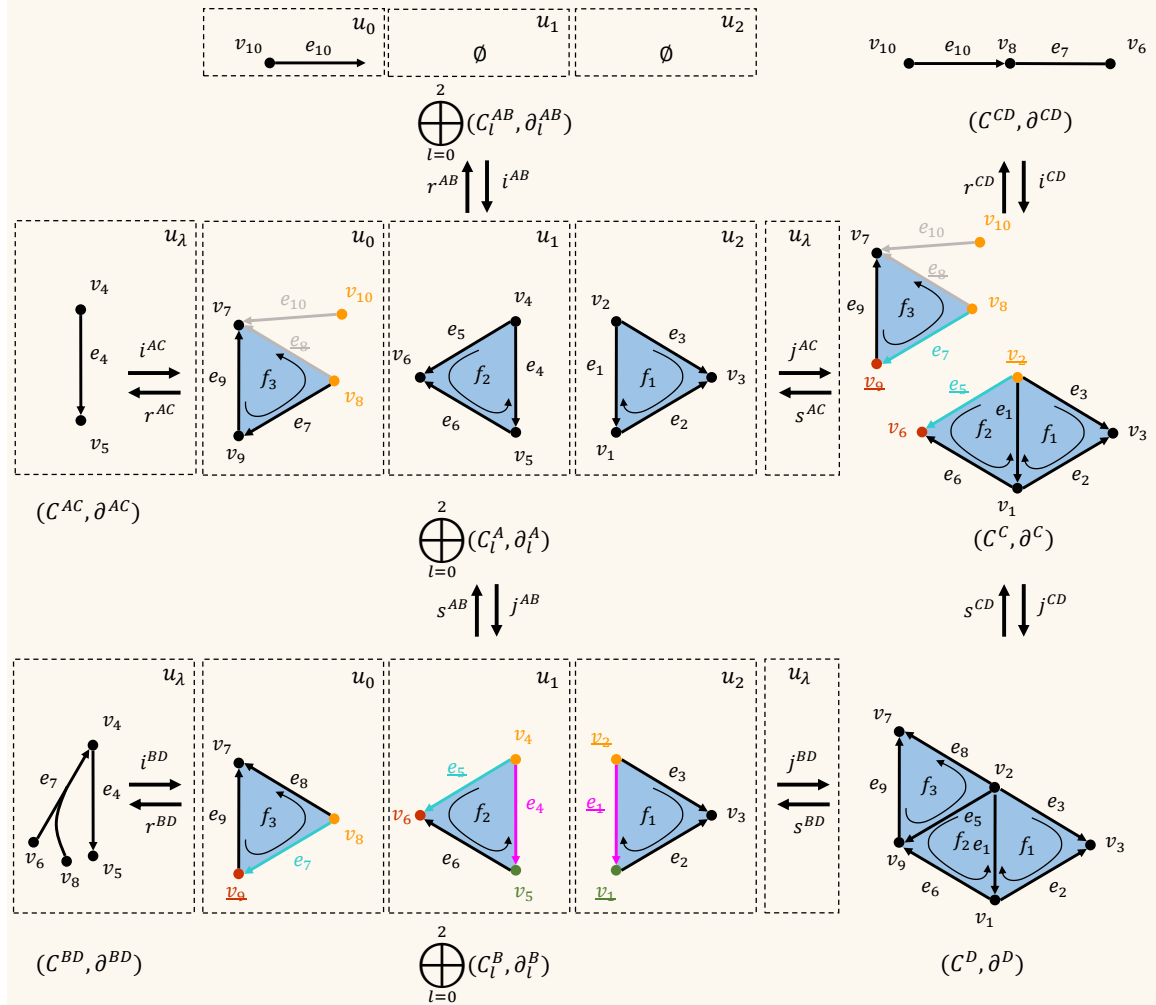 u₀ u₁ u₂
v₁₀ e₁₀ ∅ ∅
v₁₀ e₁₀ v₈ e₇ v₆
2
⨁ (C_l^{AB}, ∂_l^{AB})
l=0
(C^{CD}, ∂^{CD})
r^{AB} i^{AB}
r^{CD} i^{CD}
u_λ u₀ u₁ u₂ u_λ
v₄ e₄ v₅
i^{AC}
r^{AC}
v₇ e₁₀ v₁₀ e₈ e₉ f₃ v₈ e₇ v₉
v₄ e₅ v₆ f₂ e₄ e₆ v₅
v₂ e₃ e₁ f₁ v₃ e₂ v₁
j^{AC}
s^{AC}
v₇ e₁₀ v₁₀ e₈ e₉ f₃ v₈ e₇ v₉
v₂ e₅ e₁ e₃ v₆ f₂ f₁ v₃ e₆ e₂ v₁
(C^{AC}, ∂^{AC})
2
⨁ (C_l^A, ∂_l^A)
l=0
(C^C, ∂^C)
s^{AB} j^{AB}
s^{CD} j^{CD}
u_λ u₀ u₁ u₂ u_λ
v₄ e₇ e₄ v₆ v₈ v₅
i^{BD}
r^{BD}
v₇ e₈ e₉ f₃ v₈ e₇ v₉
v₄ e₅ e₄ v₆ f₂ e₆ v₅
v₂ e₃ e₁ f₁ v₃ e₂ v₁
j^{BD}
s^{BD}
v₇ e₈ v₂ e₉ f₃ e₅ e₃ v₉ f₂ e₁ f₁ v₃ e₆ e₂ v₁
(C^{BD}, ∂^{BD})
2
⨁ (C_l^B, ∂_l^B)
l=0
(C^D, ∂^D)